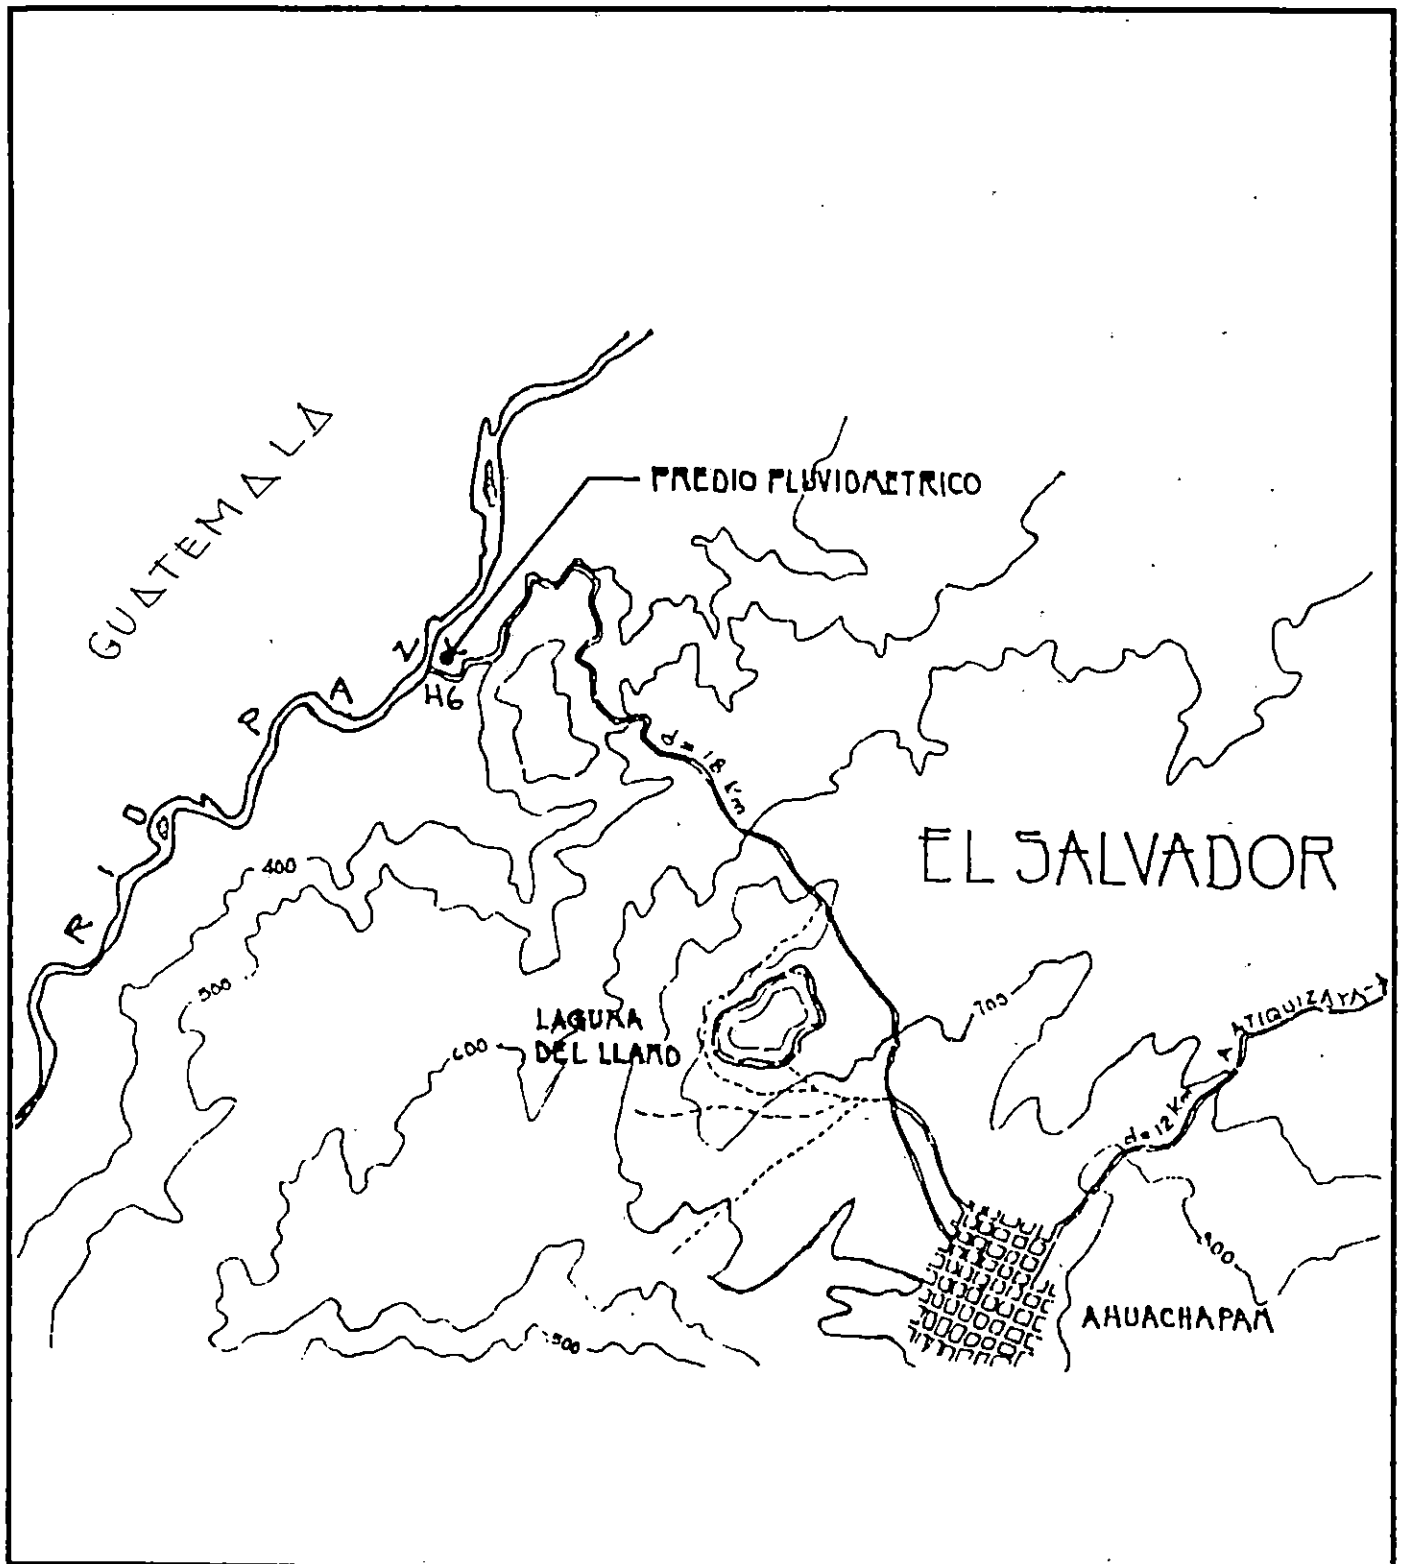 GUATEMALA
PREDIO PLUVIOMETRICO
RIO PAZ
H6
d = 18 Km
EL SALVADOR
400
500
LAGUNA
DEL LLANO
600
700
A ATIQUIZAYA
d = 12 Km
800
500
AHUACHAPAN